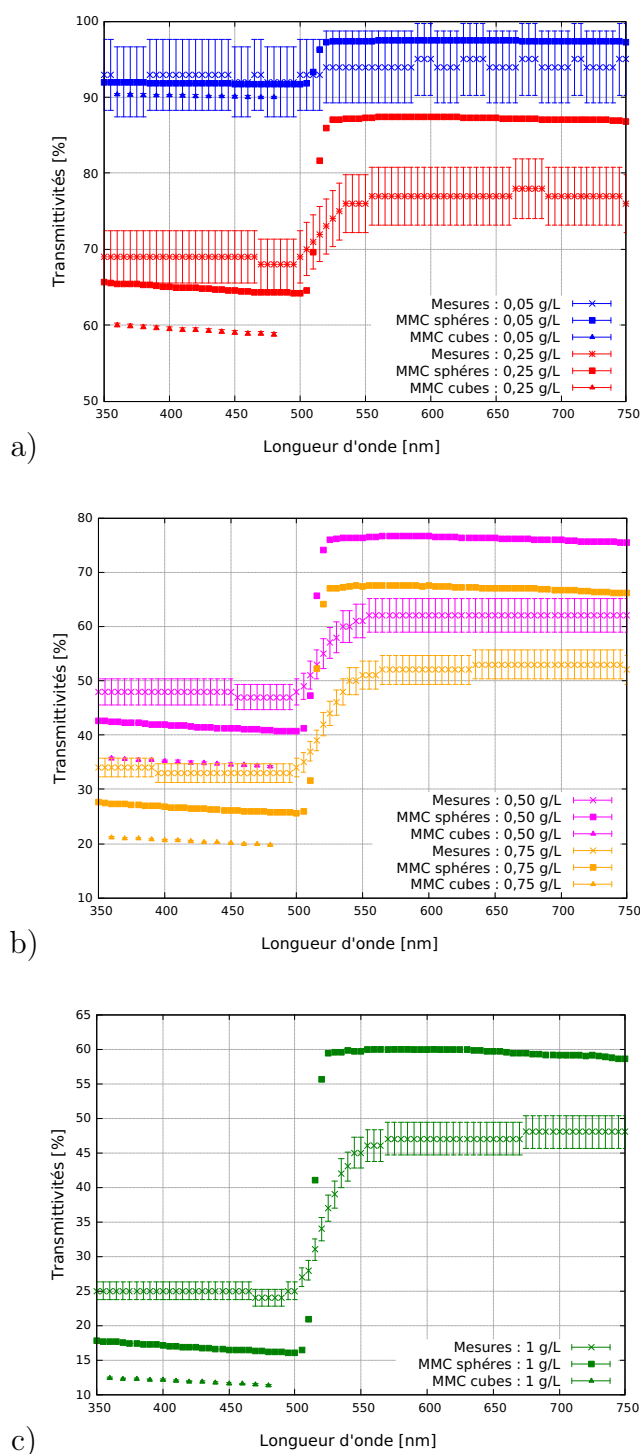 100
90
80
70
60
50
350
400
450
500
550
600
650
700
750
Transmittivités [%]
Longueur d'onde [nm]
Mesures : 0,05 g/L
MMC sphéres : 0,05 g/L
MMC cubes : 0,05 g/L
Mesures : 0,25 g/L
MMC sphéres : 0,25 g/L
MMC cubes : 0,25 g/L
a)
80
70
60
50
40
30
20
10
350
400
450
500
550
600
650
700
750
Transmittivités [%]
Longueur d'onde [nm]
Mesures : 0,50 g/L
MMC sphéres : 0,50 g/L
MMC cubes : 0,50 g/L
Mesures : 0,75 g/L
MMC sphéres : 0,75 g/L
MMC cubes : 0,75 g/L
b)
65
60
55
50
45
40
35
30
25
20
15
10
350
400
450
500
550
600
650
700
750
Transmittivités [%]
Longueur d'onde [nm]
Mesures : 1 g/L
MMC sphéres : 1 g/L
MMC cubes : 1 g/L
c)